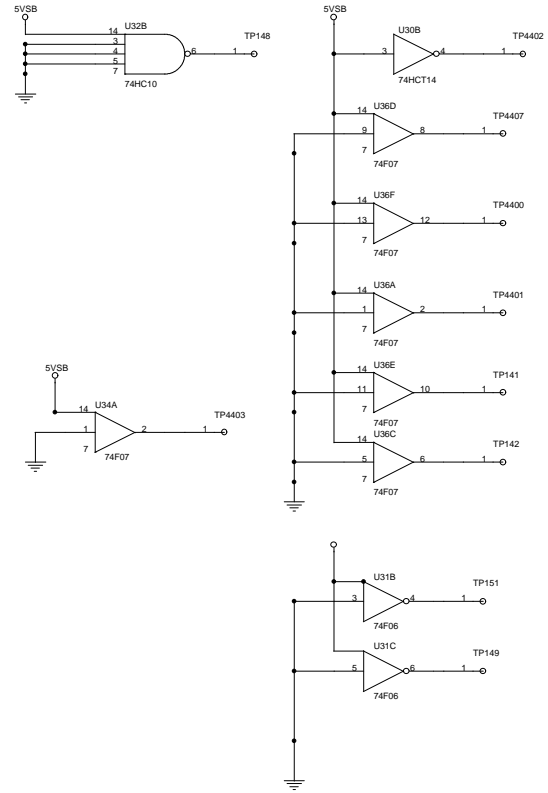 5VSB
U32B
TP148
14
3
4
5
7
6
1
74HC10
5VSB
U30B
TP4402
3
4
1
74HCT14
U36D
TP4407
14
9
8
1
7
74F07
U36F
TP4400
14
13
12
1
7
74F07
U36A
TP4401
14
1
2
1
7
74F07
5VSB
U34A
TP4403
14
1
2
1
7
74F07
U36E
TP141
14
11
10
1
7
74F07
U36C
TP142
14
5
6
1
7
74F07
U31B
TP151
3
4
1
74F06
U31C
TP149
5
6
1
74F06